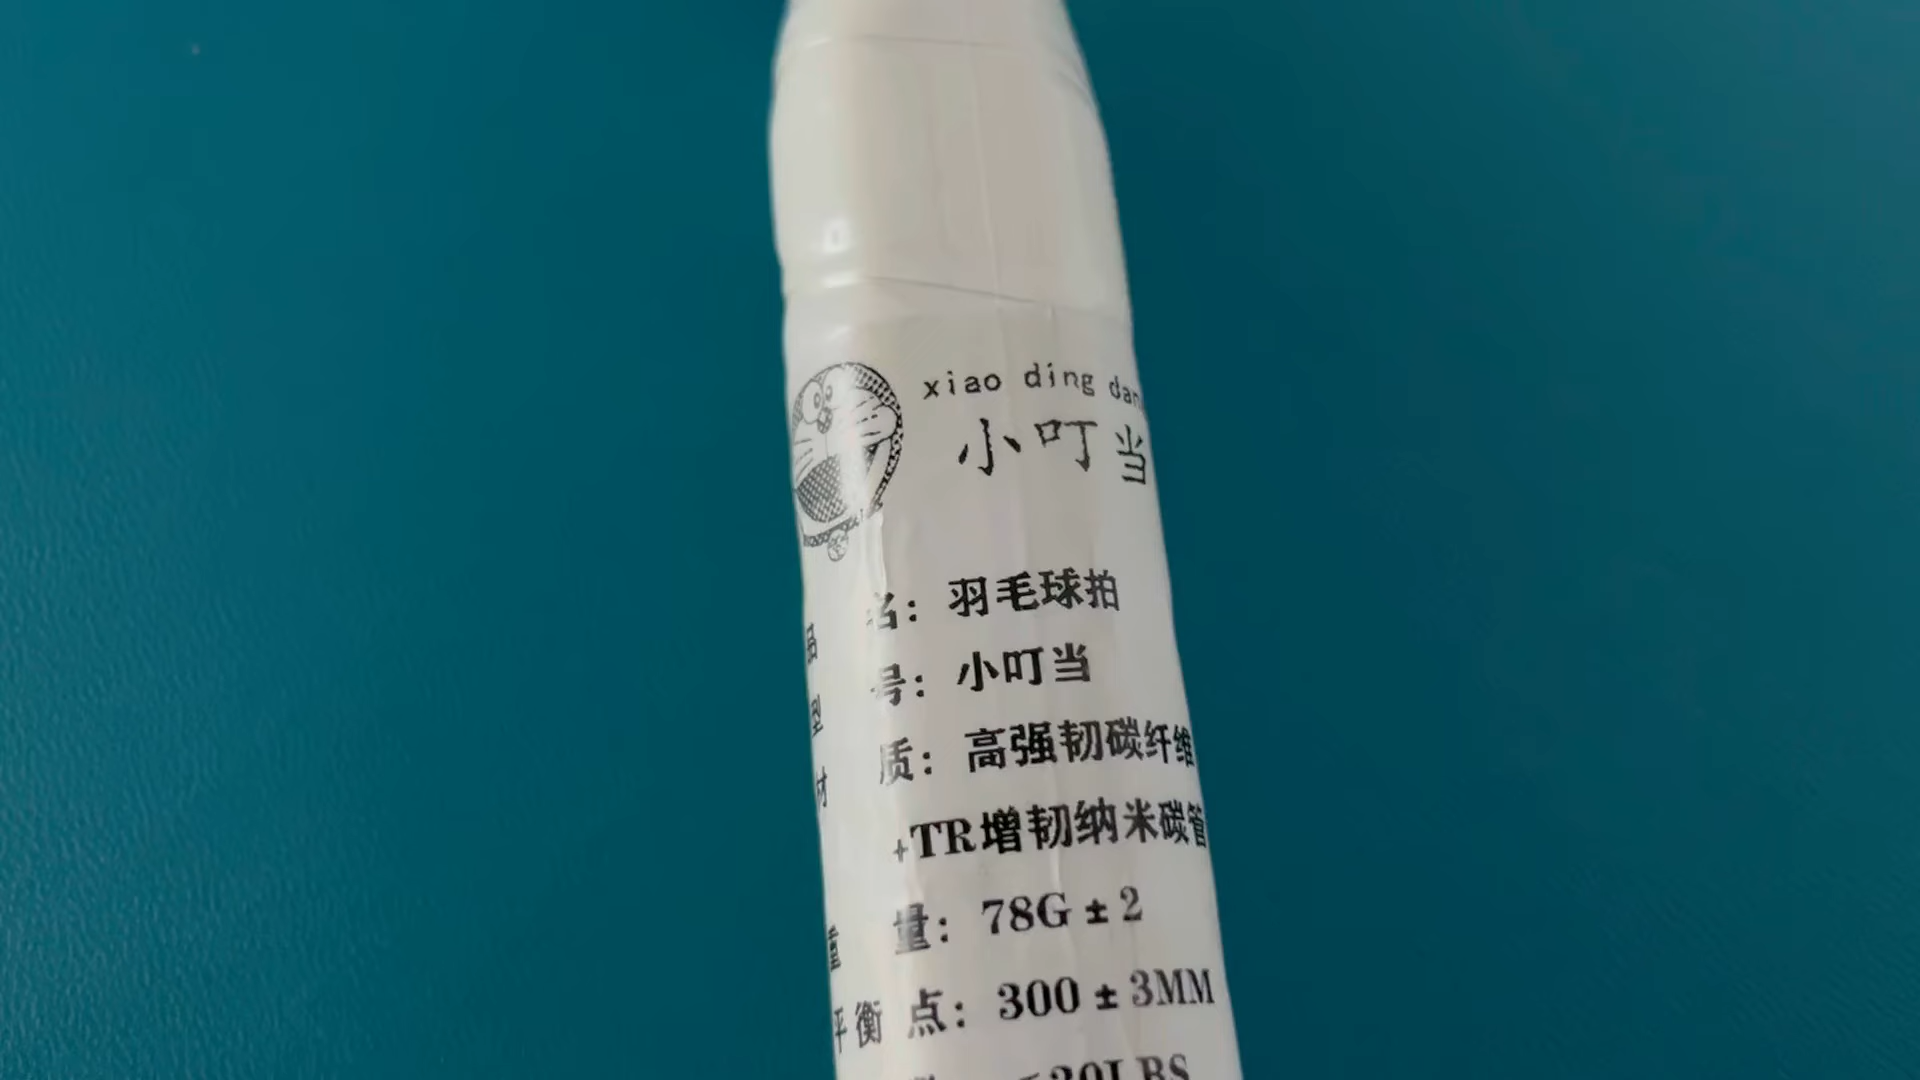 xiao ding dan
小叮当
品 名：羽毛球拍
型 号：小叮当
材 质：高强韧碳纤维
+TR增韧纳米碳管
重 量：78G±2
平衡点：300±3MM
30LBS